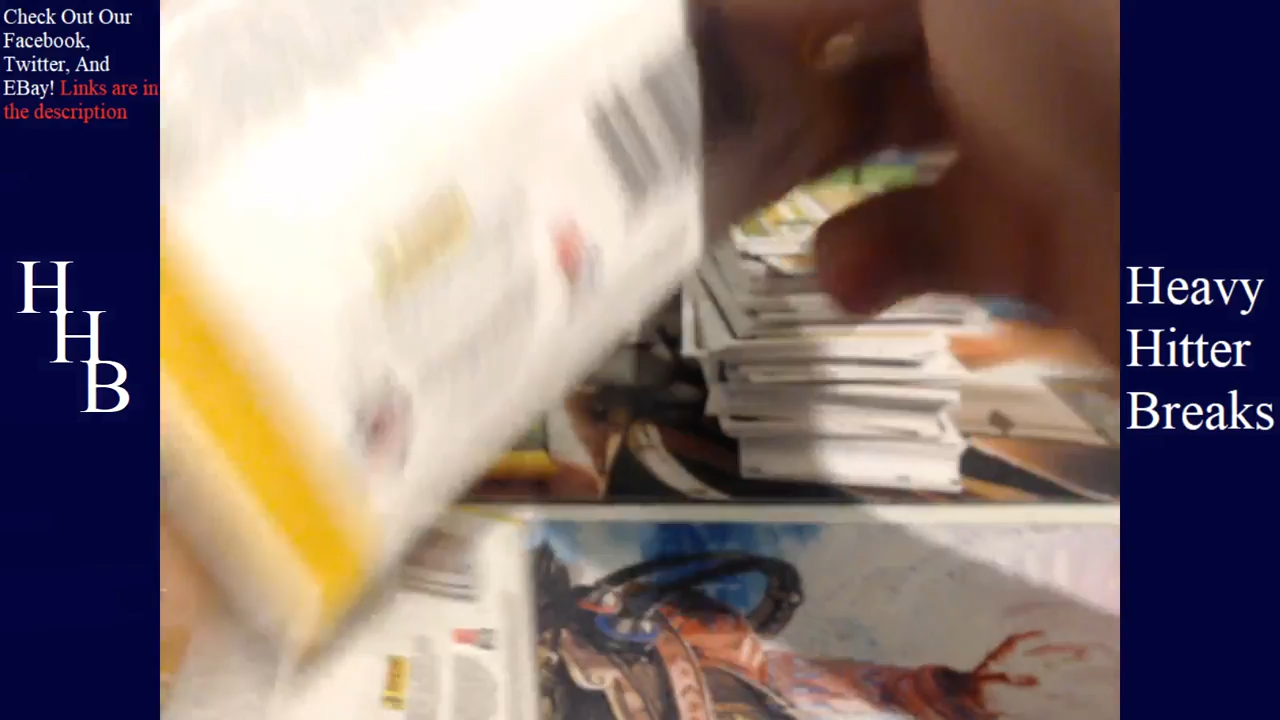 Check Out Our
Facebook,
Twitter, And
EBay! Links are in
the description
H
H
B
Heavy
Hitter
Breaks